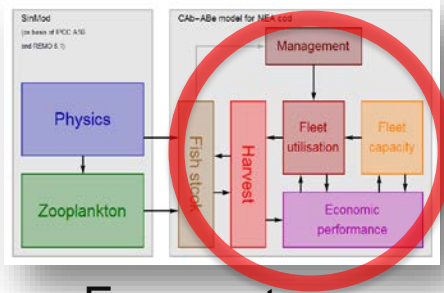 SinMod
(on basis of IPCC A1B
and REMO 5.1)
CAb-ABe model for NEA cod
Management
Physics
Zooplankton
Fish stock
Harvest
Fleet
utilisation
Fleet
capacity
Economic
performance